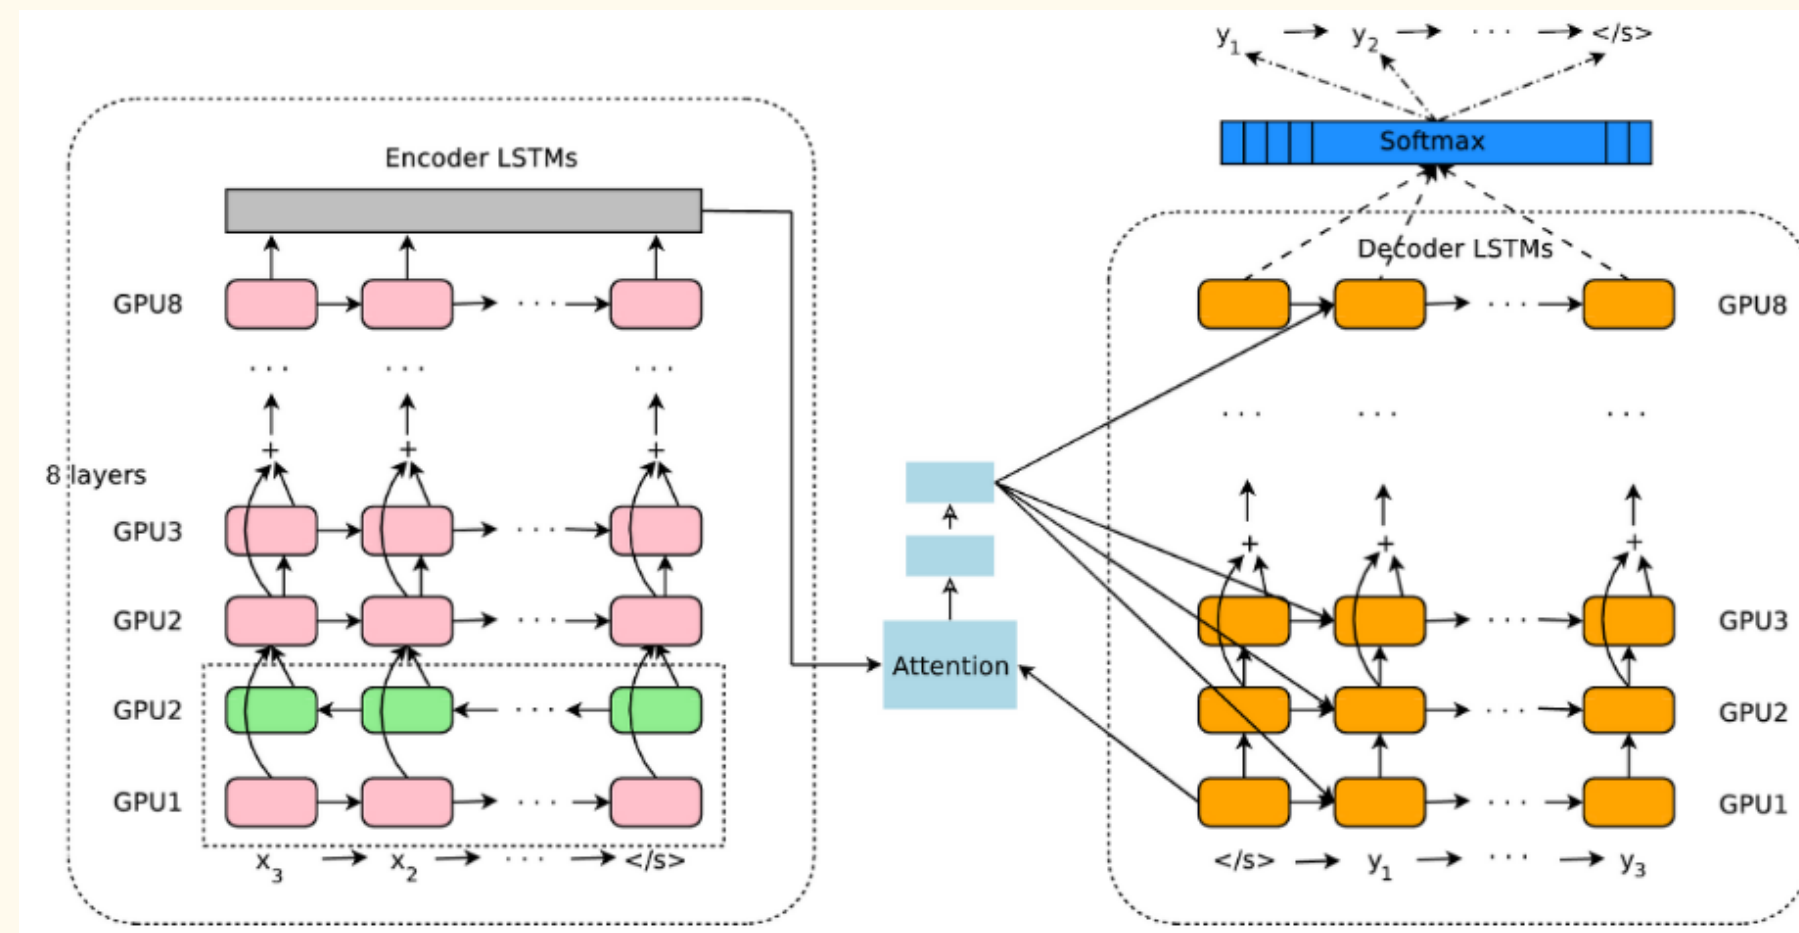 y1 y2 ... </s>
Softmax
Encoder LSTMs
Decoder LSTMs
GPU8 ...
... GPU8
... ... ...
... ... ...
+ + +
8 layers
GPU3 ...
+ + +
GPU2 ...
... GPU3
Attention
GPU2 ...
... GPU2
GPU1 ...
... GPU1
x3 x2 ... </s>
</s> y1 ... y3